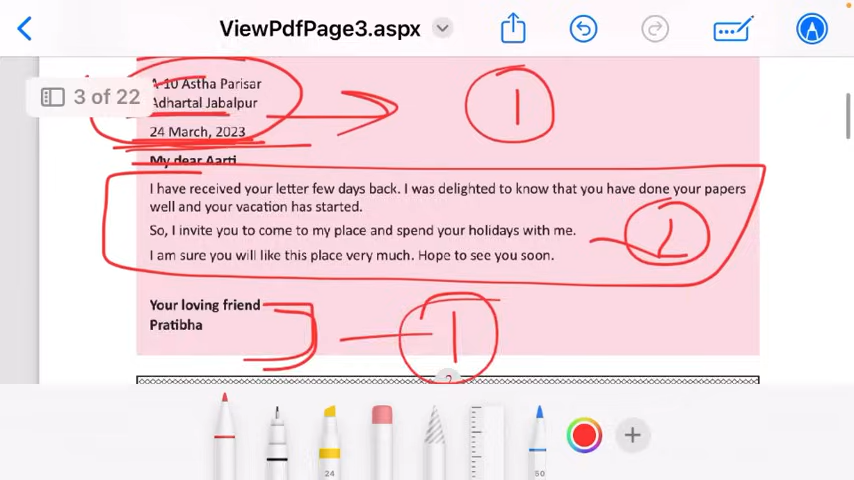 ViewPdfPage3.aspx
3 of 22
A-10 Astha Parisar
Adhartal Jabalpur
24 March, 2023
My dear Aarti
I have received your letter few days back. I was delighted to know that you have done your papers
well and your vacation has started.
So, I invite you to come to my place and spend your holidays with me.
I am sure you will like this place very much. Hope to see you soon.
Your loving friend
Pratibha
1
2
1
24
50